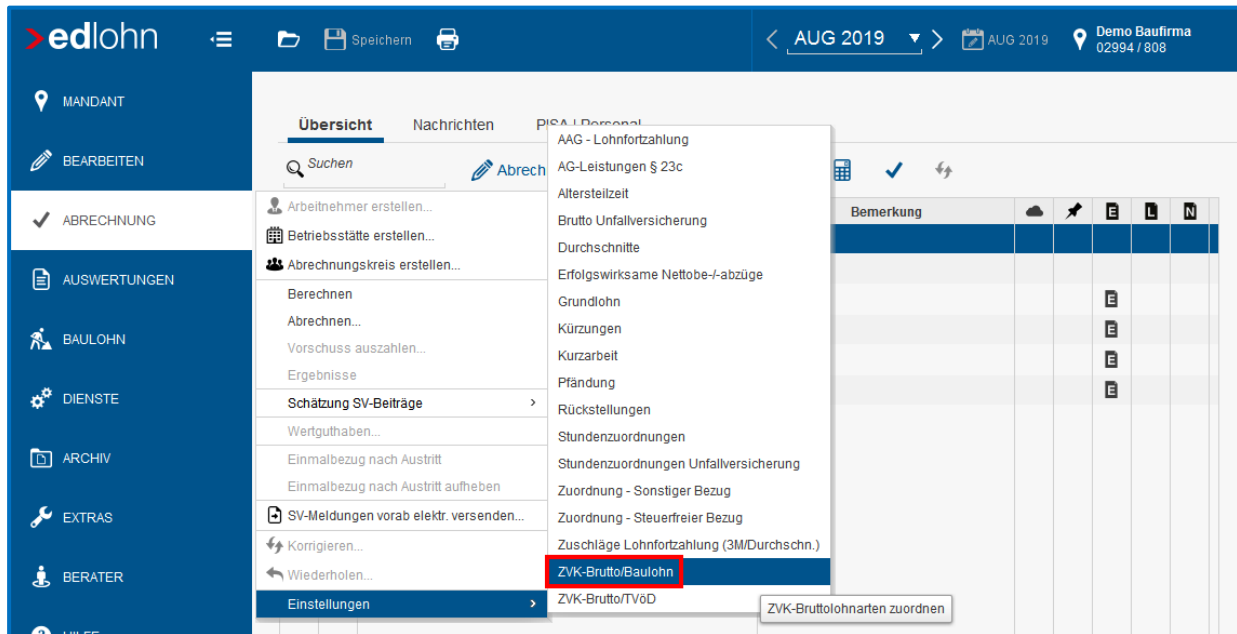 edlohn
Speichern
AUG 2019
AUG 2019
Demo Baufirma
02994 / 808
MANDANT
BEARBEITEN
ABRECHNUNG
AUSWERTUNGEN
BAULOHN
DIENSTE
ARCHIV
EXTRAS
BERATER
HILFE
Übersicht
Nachrichten
PISA | Personal
Suchen
Abrech
Bemerkung
E
L
N
E
E
E
E
Arbeitnehmer erstellen...
Betriebsstätte erstellen...
Abrechnungskreis erstellen...
Berechnen
Abrechnen...
Vorschuss auszahlen...
Ergebnisse
Schätzung SV-Beiträge
Wertguthaben...
Einmalbezug nach Austritt
Einmalbezug nach Austritt aufheben
SV-Meldungen vorab elektr. versenden...
Korrigieren...
Wiederholen...
Einstellungen
AAG - Lohnfortzahlung
AG-Leistungen § 23c
Altersteilzeit
Brutto Unfallversicherung
Durchschnitte
Erfolgswirksame Nettobe-/-abzüge
Grundlohn
Kürzungen
Kurzarbeit
Pfändung
Rückstellungen
Stundenzuordnungen
Stundenzuordnungen Unfallversicherung
Zuordnung - Sonstiger Bezug
Zuordnung - Steuerfreier Bezug
Zuschläge Lohnfortzahlung (3M/Durchschn.)
ZVK-Brutto/Baulohn
ZVK-Brutto/TVöD
ZVK-Bruttolohnarten zuordnen